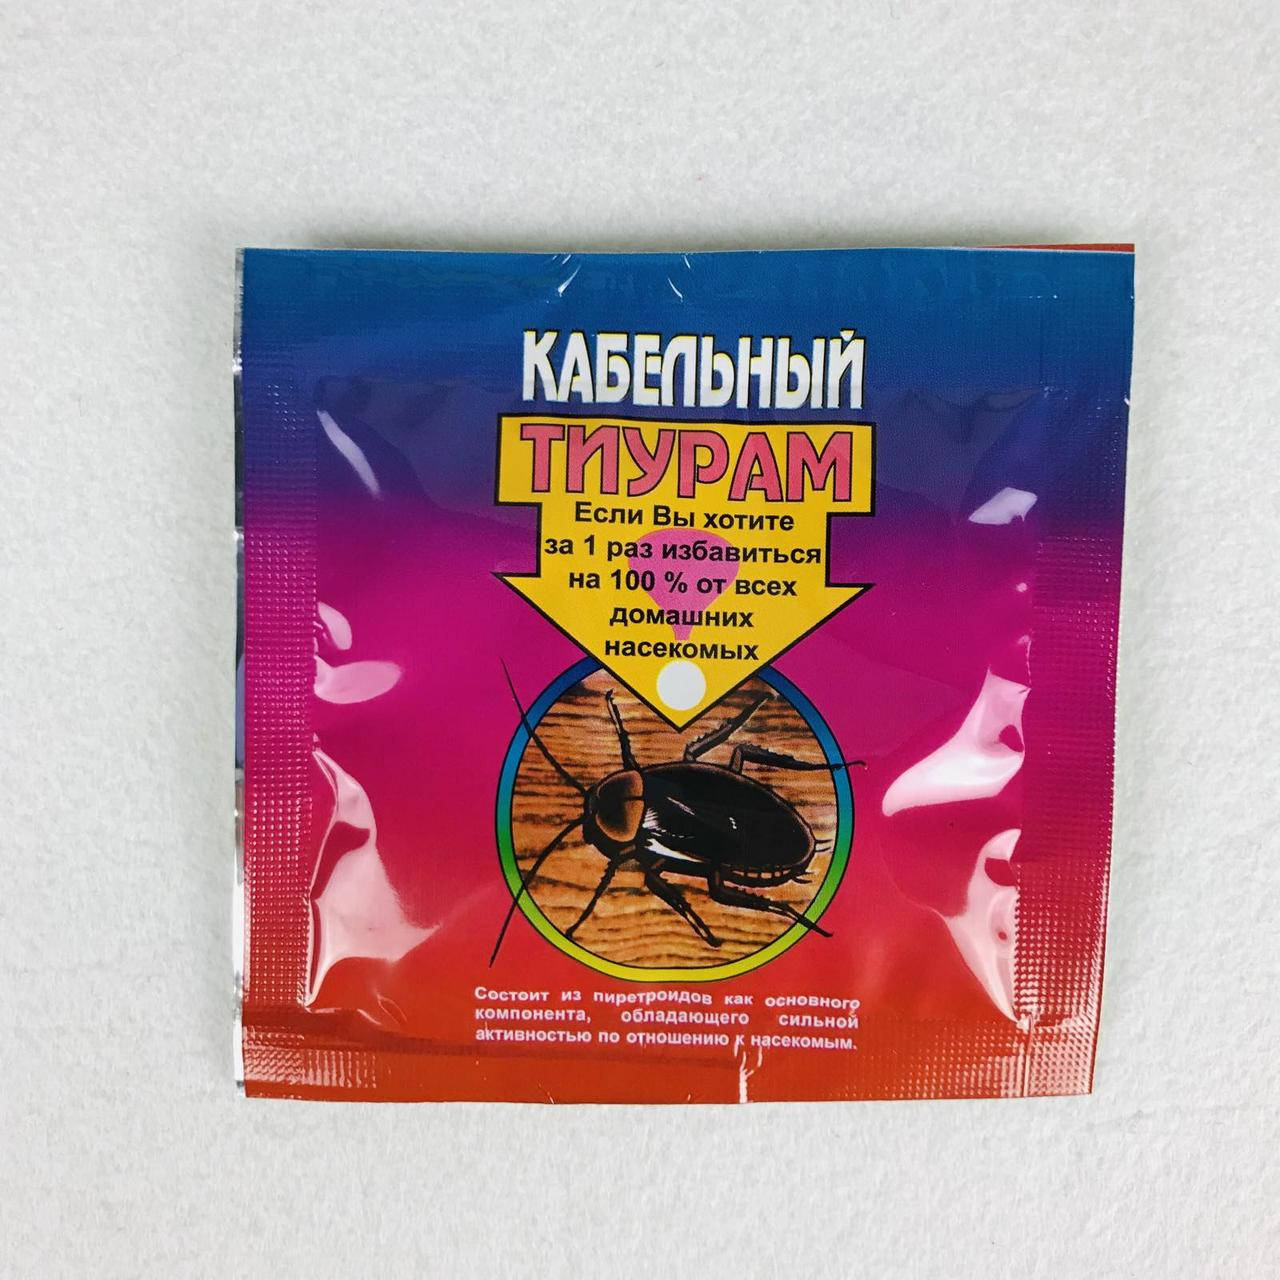 КАБЕЛЬНЫЙ
ТИУРАМ
Если Вы хотите
за 1 раз избавиться
на 100 % от всех
домашних
насекомых
Состоит из пиретроидов как основного
компонента, обладающего сильной
активностью по отношению к насекомым.